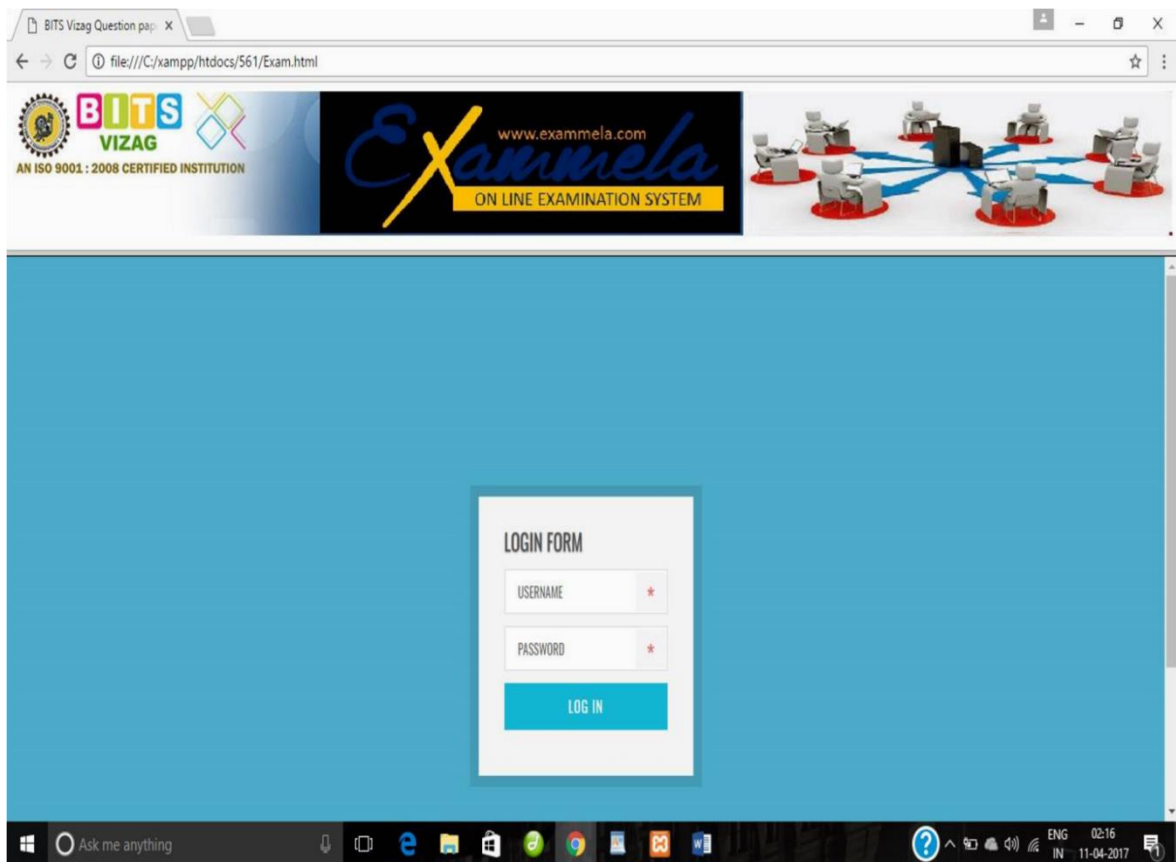 BITS Vizag Question pap
file:///C:/xampp/htdocs/561/Exam.html
BITS
VIZAG
AN ISO 9001 : 2008 CERTIFIED INSTITUTION
www.exammela.com
Exammela
ON LINE EXAMINATION SYSTEM
LOGIN FORM
USERNAME *
PASSWORD *
LOG IN
Ask me anything
ENG 02:16
IN 11-04-2017